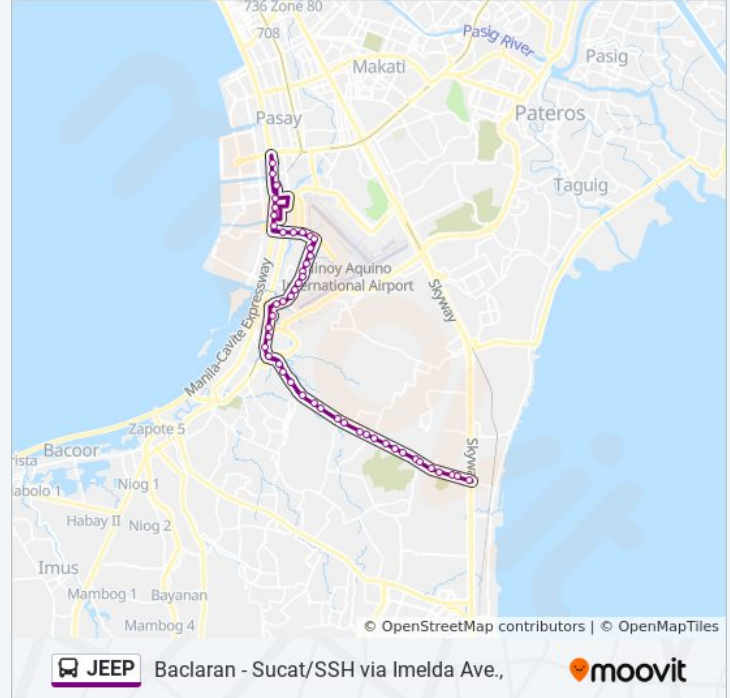 736 Zone 80
708
Pasig River
Makati
Pasig
Pasay
Pateros
Taguig
Ninoy Aquino
International Airport
Skyway
Manila-Cavite Expressway
Zapote 5
Bacoor
Skyway
Niog 1
Habay II
Niog 2
Imus
Mambog 1
Bayanan
Mambog 4
© OpenStreetMap contributors | © OpenMapTiles
JEEP
Baclaran - Sucat/SSH via Imelda Ave.,
moovit